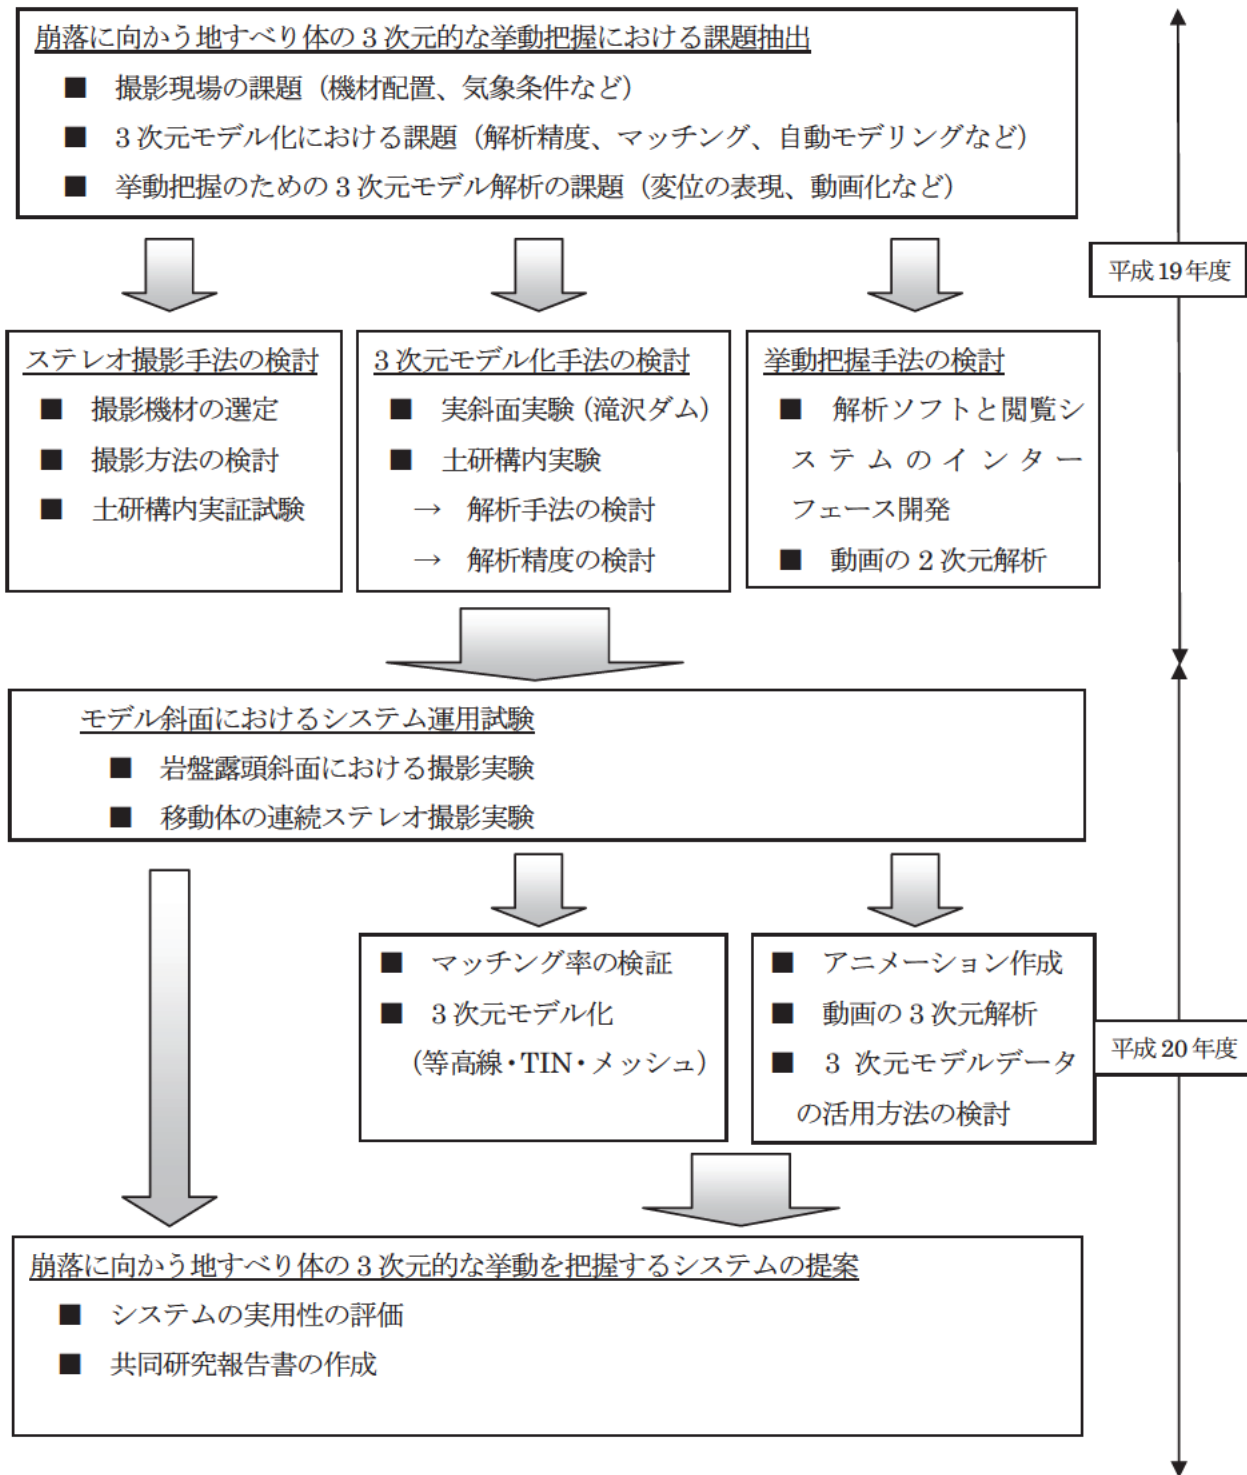 崩落に向かう地すべり体の3次元的な挙動把握における課題抽出
■ 撮影現場の課題（機材配置、気象条件など）
■ 3次元モデル化における課題（解析精度、マッチング、自動モデリングなど）
■ 挙動把握のための3次元モデル解析の課題（変位の表現、動画化など）
平成19年度
ステレオ撮影手法の検討
■ 撮影機材の選定
■ 撮影方法の検討
■ 土研構内実証試験
3次元モデル化手法の検討
■ 実斜面実験（滝沢ダム）
■ 土研構内実験
→ 解析手法の検討
→ 解析精度の検討
挙動把握手法の検討
■ 解析ソフトと閲覧シ
ステムのインター
フェース開発
■ 動画の2次元解析
モデル斜面におけるシステム運用試験
■ 岩盤露頭斜面における撮影実験
■ 移動体の連続ステレオ撮影実験
■ マッチング率の検証
■ 3次元モデル化
（等高線・TIN・メッシュ）
■ アニメーション作成
■ 動画の3次元解析
■ 3次元モデルデータ
の活用方法の検討
平成20年度
崩落に向かう地すべり体の3次元的な挙動を把握するシステムの提案
■ システムの実用性の評価
■ 共同研究報告書の作成